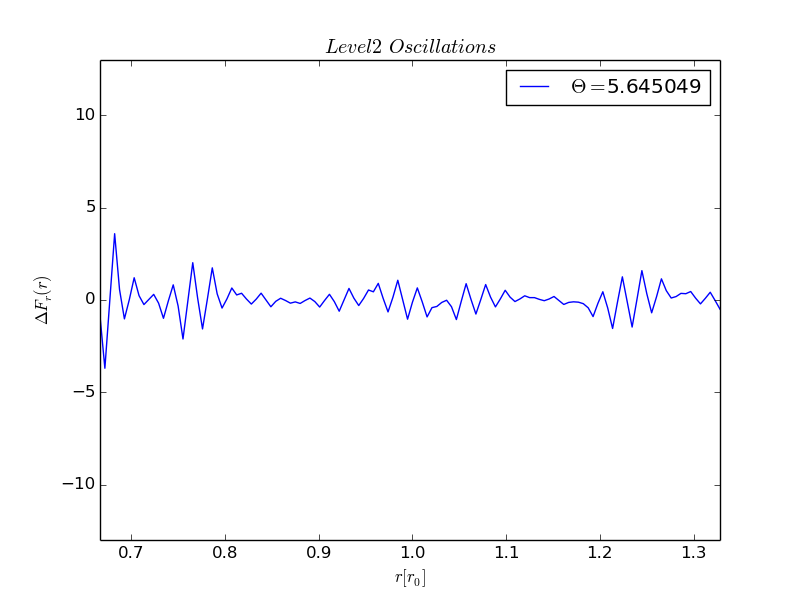 Level2 Oscillations
Θ =5.645049
ΔF_r(r)
10
5
0
−5
−10
0.7 0.8 0.9 1.0 1.1 1.2 1.3
r[r_0]